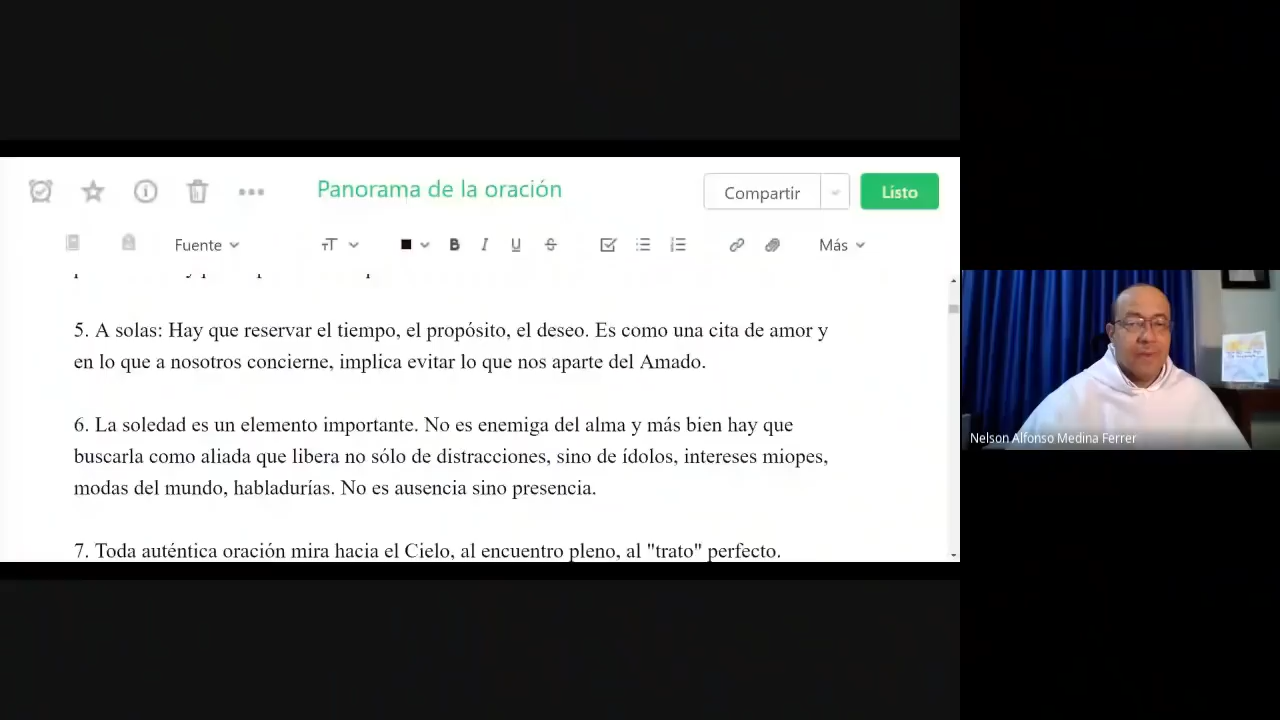 Panorama de la oración
Compartir
Listo
Fuente
Más
5. A solas: Hay que reservar el tiempo, el propósito, el deseo. Es como una cita de amor y
en lo que a nosotros concierne, implica evitar lo que nos aparte del Amado.
6. La soledad es un elemento importante. No es enemiga del alma y más bien hay que
buscarla como aliada que libera no sólo de distracciones, sino de ídolos, intereses miopes,
modas del mundo, habladurías. No es ausencia sino presencia.
7. Toda auténtica oración mira hacia el Cielo, al encuentro pleno, al "trato" perfecto.
Nelson Alfonso Medina Ferrer